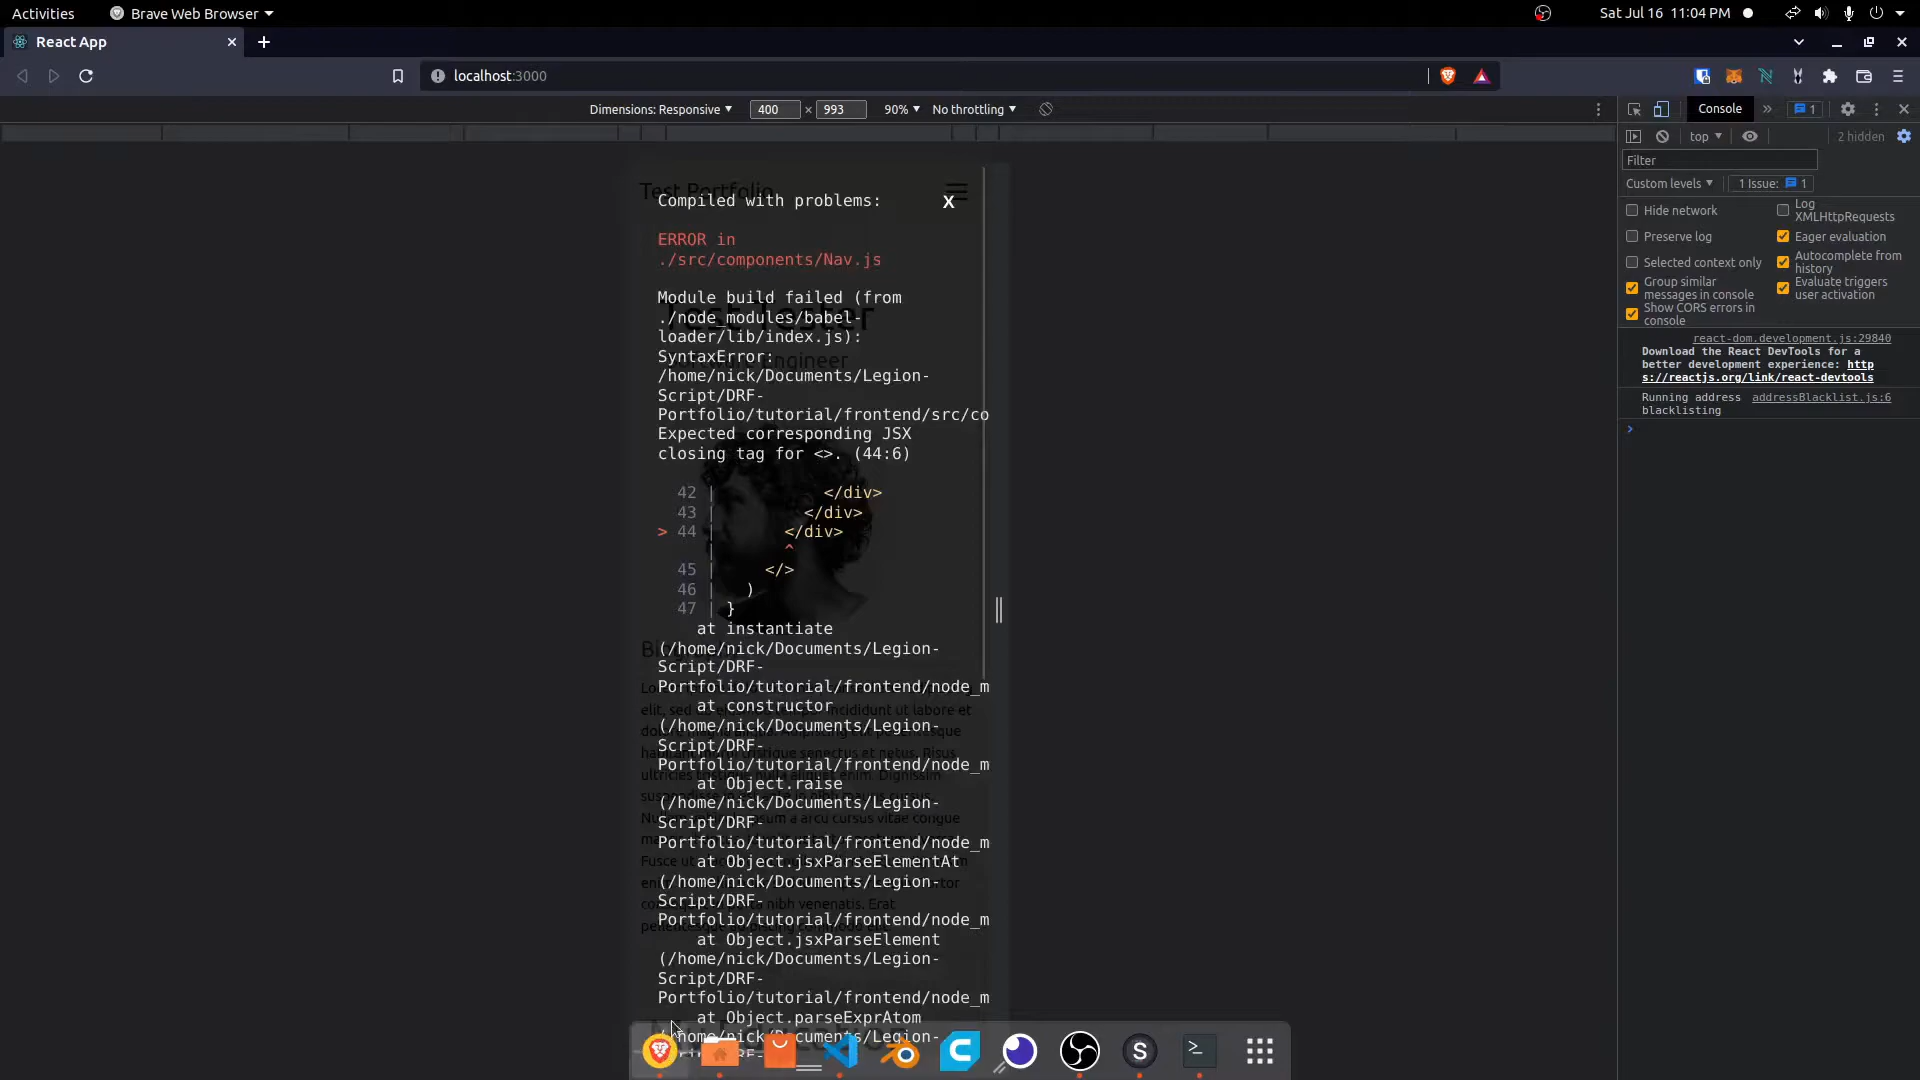 Activities
Brave Web Browser
Sat Jul 16 11:04 PM
React App
localhost:3000
Dimensions: Responsive
400 × 993
90%
No throttling
Console
1
top
2 hidden
Filter
Custom levels
1 Issue: 1
Hide network
Log XMLHttpRequests
Preserve log
Eager evaluation
Selected context only
Autocomplete from history
Group similar messages in console
Evaluate triggers user activation
Show CORS errors in console
react-dom.development.js:29840
Download the React DevTools for a
better development experience: http
s://reactjs.org/link/react-devtools
Running address blacklisting
addressBlacklist.js:6
Test Portfolio
Compiled with problems:
X
ERROR in
./src/components/Nav.js
Module build failed (from
./node_modules/babel-
loader/lib/index.js):
SyntaxError:
/home/nick/Documents/Legion-
Script/DRF-
Portfolio/tutorial/frontend/src/co
Expected corresponding JSX
closing tag for <>. (44:6)
42 | </div>
43 | </div>
> 44 | </div>
| ^
45 | </>
46 | )
47 | }
at instantiate
(/home/nick/Documents/Legion-
Script/DRF-
Portfolio/tutorial/frontend/node_m
at constructor
(/home/nick/Documents/Legion-
Script/DRF-
Portfolio/tutorial/frontend/node_m
at Object.raise
(/home/nick/Documents/Legion-
Script/DRF-
Portfolio/tutorial/frontend/node_m
at Object.jsxParseElementAt
(/home/nick/Documents/Legion-
Script/DRF-
Portfolio/tutorial/frontend/node_m
at Object.jsxParseElement
(/home/nick/Documents/Legion-
Script/DRF-
Portfolio/tutorial/frontend/node_m
at Object.parseExprAtom